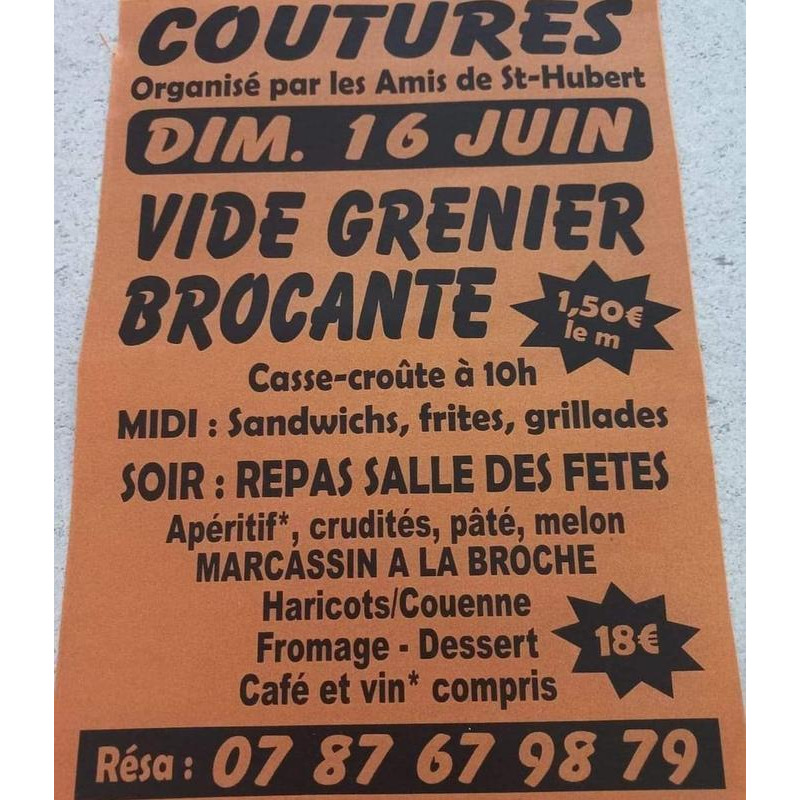 COUTURES
Organisé par les Amis de St-Hubert
DIM. 16 JUIN
VIDE GRENIER
BROCANTE
1,50€
le m
Casse-croûte à 10h
MIDI : Sandwichs, frites, grillades
SOIR : REPAS SALLE DES FETES
Apéritif*, crudités, pâté, melon
MARCASSIN A LA BROCHE
Haricots/Couenne
Fromage - Dessert
18€
Café et vin* compris
Résa : 07 87 67 98 79